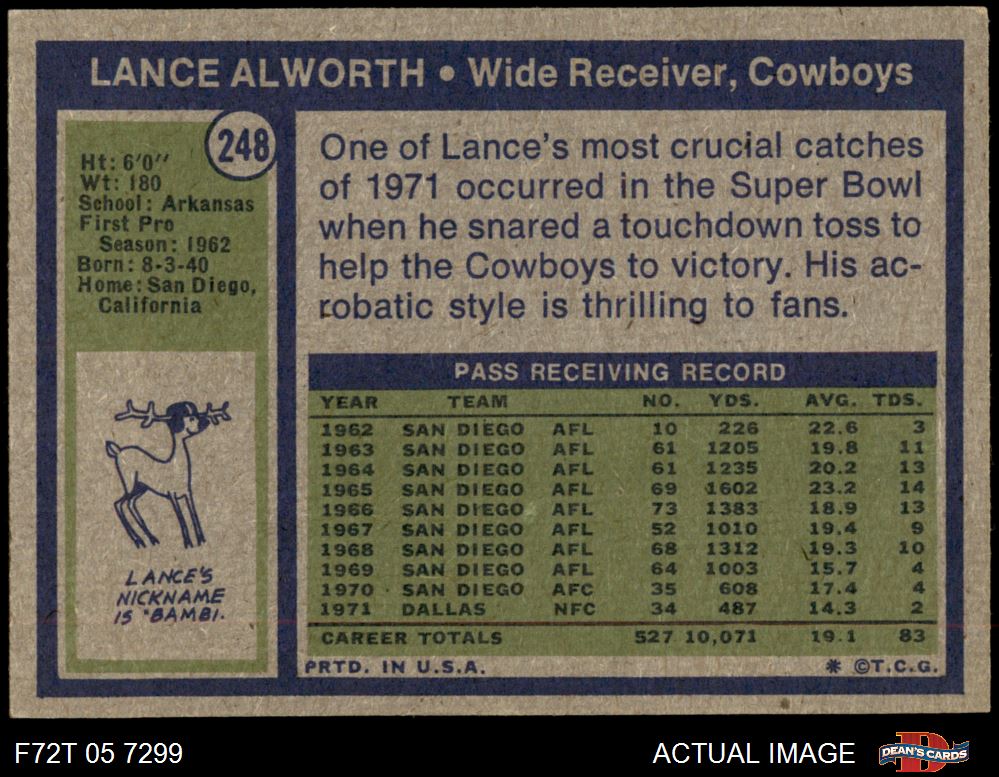 LANCE ALWORTH • Wide Receiver, Cowboys
248
Ht: 6'0"
Wt: 180
School: Arkansas
First Pro
Season: 1962
Born: 8-3-40
Home: San Diego,
California
LANCE'S
NICKNAME
IS "BAMBI.
One of Lance's most crucial catches
of 1971 occurred in the Super Bowl
when he snared a touchdown toss to
help the Cowboys to victory. His ac-
robatic style is thrilling to fans.
PASS RECEIVING RECORD
YEAR TEAM NO. YDS. AVG. TDS.
1962 SAN DIEGO AFL 10 226 22.6 3
1963 SAN DIEGO AFL 61 1205 19.8 11
1964 SAN DIEGO AFL 61 1235 20.2 13
1965 SAN DIEGO AFL 69 1602 23.2 14
1966 SAN DIEGO AFL 73 1383 18.9 13
1967 SAN DIEGO AFL 52 1010 19.4 9
1968 SAN DIEGO AFL 68 1312 19.3 10
1969 SAN DIEGO AFL 64 1003 15.7 4
1970 SAN DIEGO AFC 35 608 17.4 4
1971 DALLAS NFC 34 487 14.3 2
CAREER TOTALS 527 10,071 19.1 83
PRTD. IN U.S.A. * ©T.C.G.
F72T 05 7299 ACTUAL IMAGE D DEAN'S CARDS